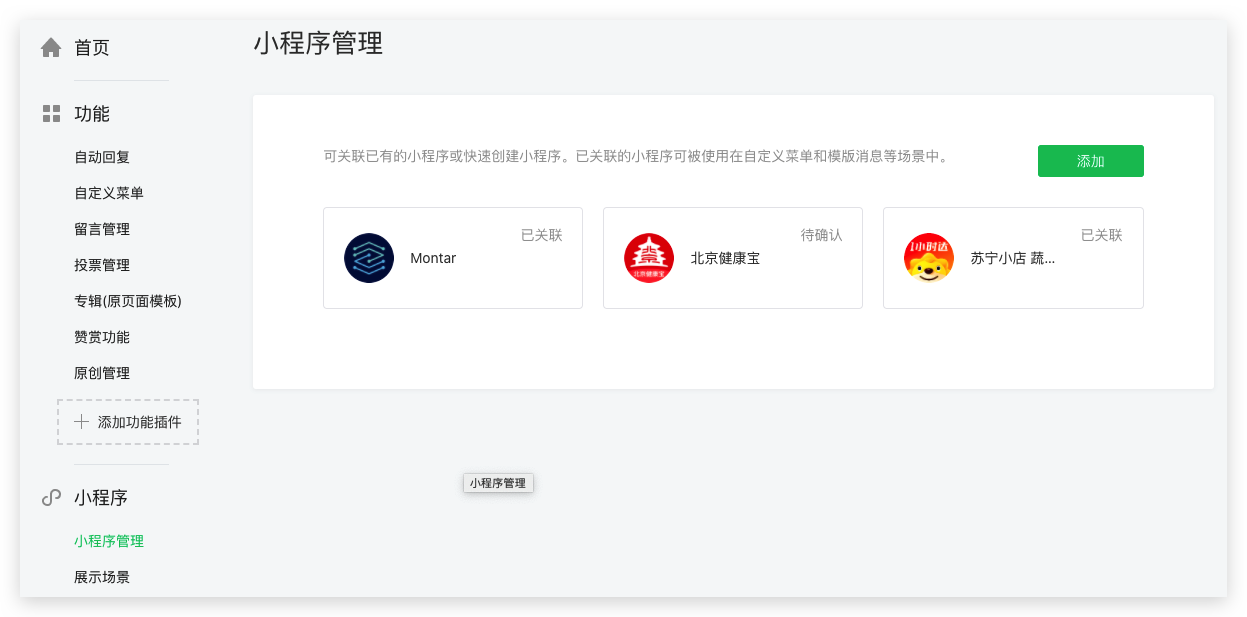 首页
功能
自动回复
自定义菜单
留言管理
投票管理
专辑(原页面模板)
赞赏功能
原创管理
添加功能插件
小程序
小程序管理
展示场景
小程序管理
可关联已有的小程序或快速创建小程序。已关联的小程序可被使用在自定义菜单和模版消息等场景中。
添加
已关联
Montar
待确认
北京健康宝
北京健康宝
已关联
1小时达
苏宁小店 蔬...
小程序管理